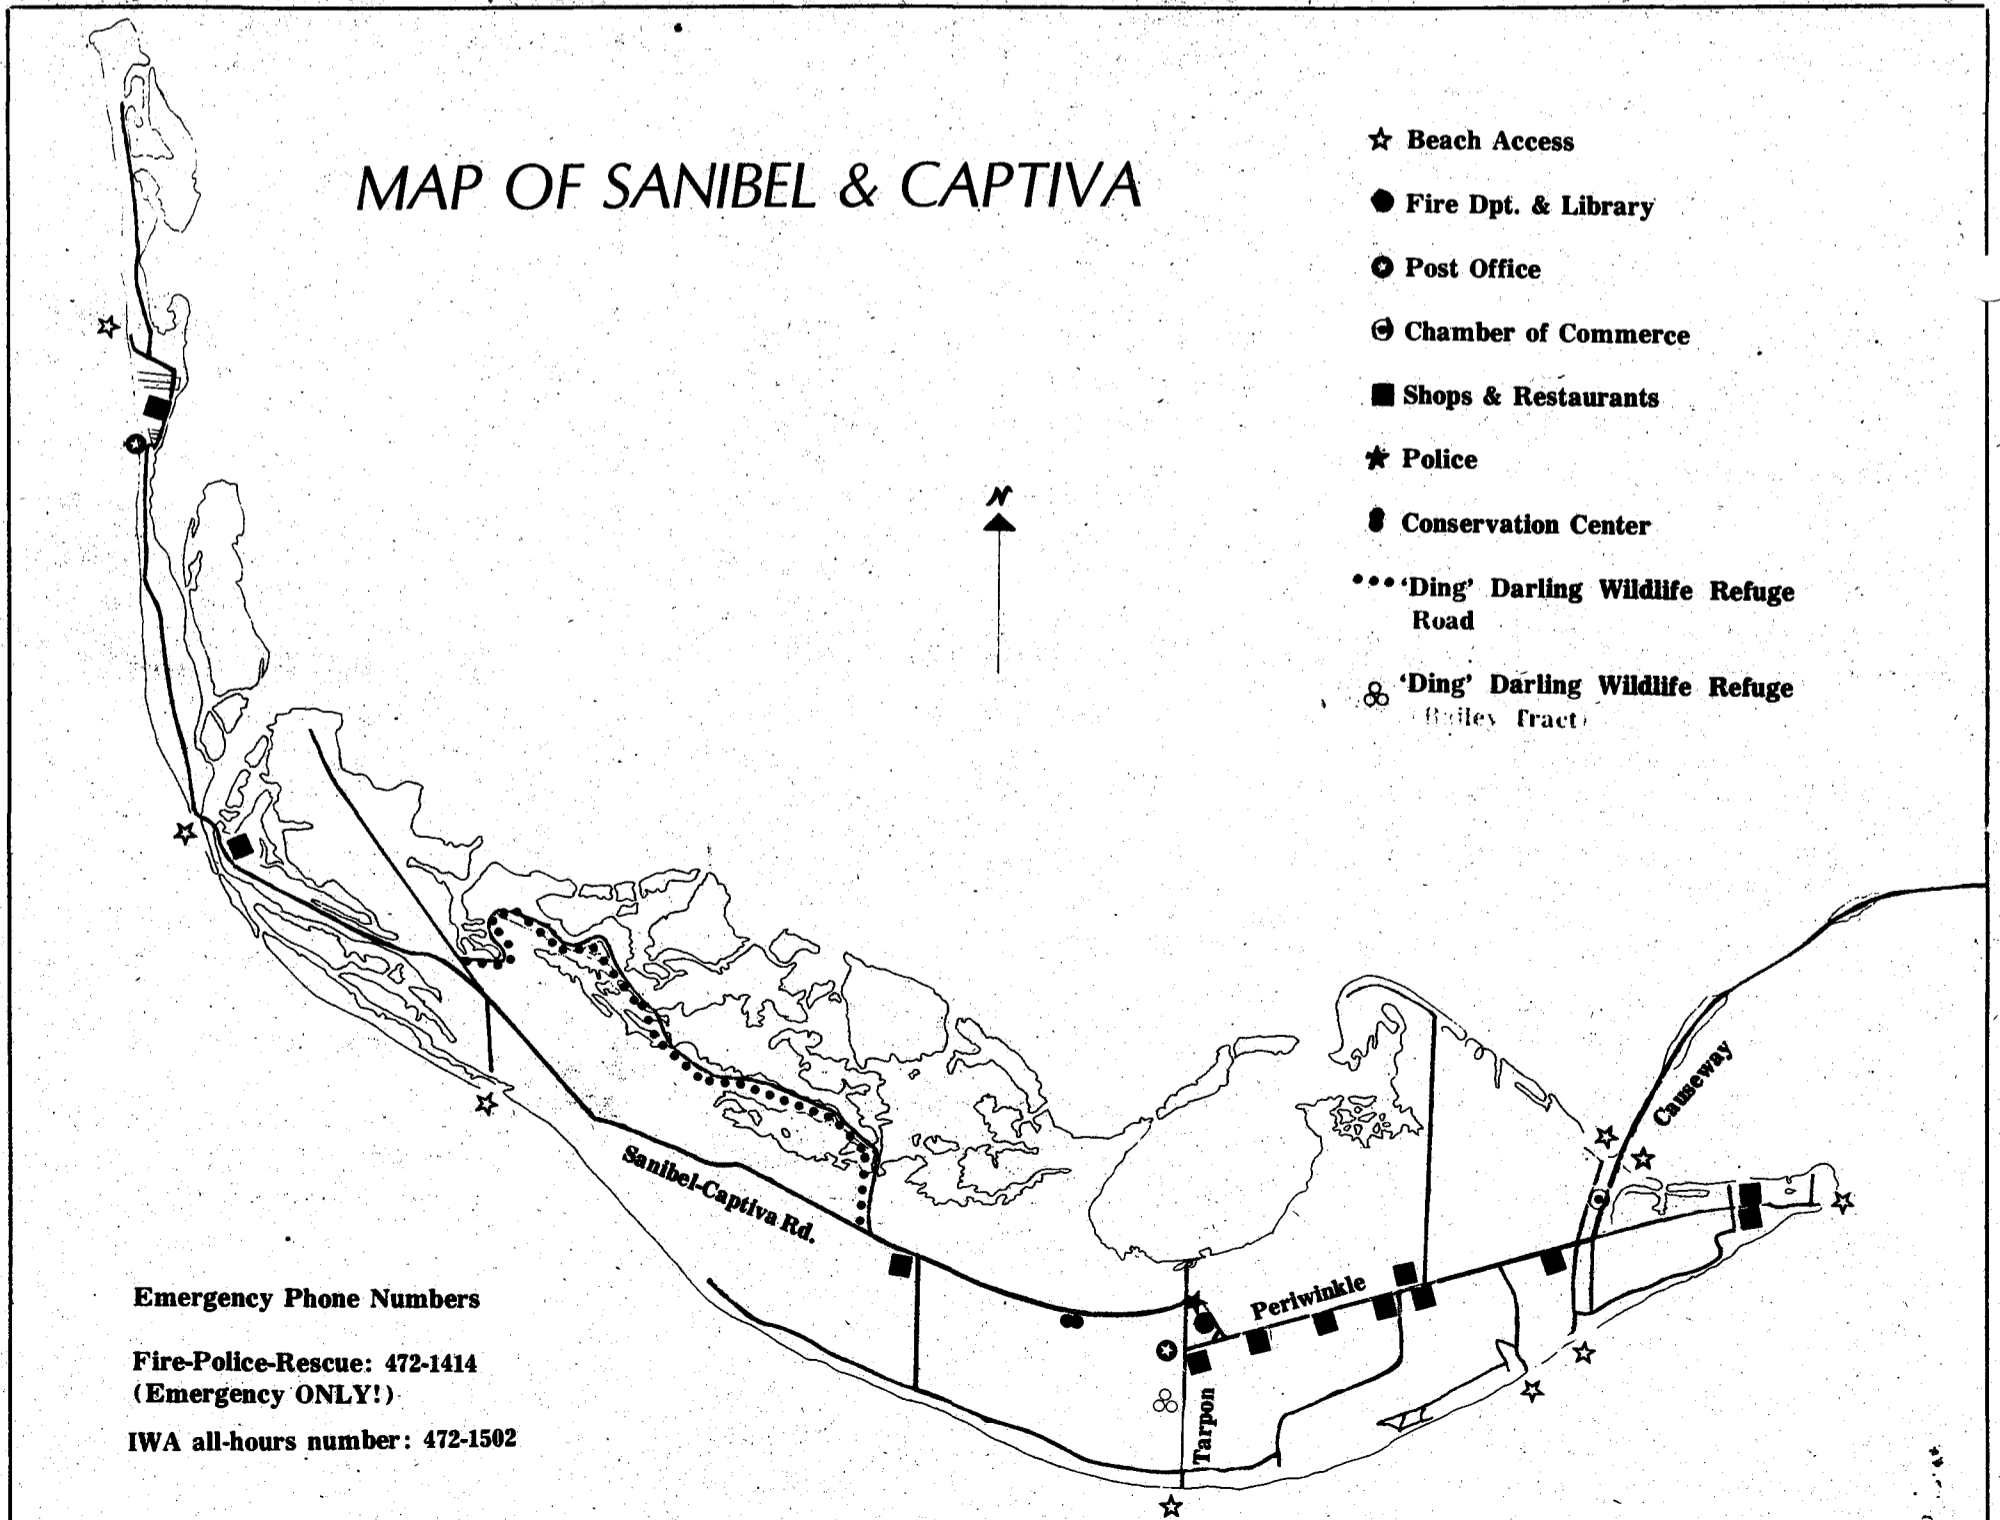 MAP OF SANIBEL & CAPTIVA
Beach Access
Fire Dpt. & Library
Post Office
Chamber of Commerce
Shops & Restaurants
Police
Conservation Center
'Ding' Darling Wildlife Refuge
Road
'Ding' Darling Wildlife Refuge
(Bailey Tract)
N
Causeway
Sanibel-Captiva Rd.
Periwinkle
Tarpon
Emergency Phone Numbers
Fire-Police-Rescue: 472-1414
(Emergency ONLY!)
IWA all-hours number: 472-1502